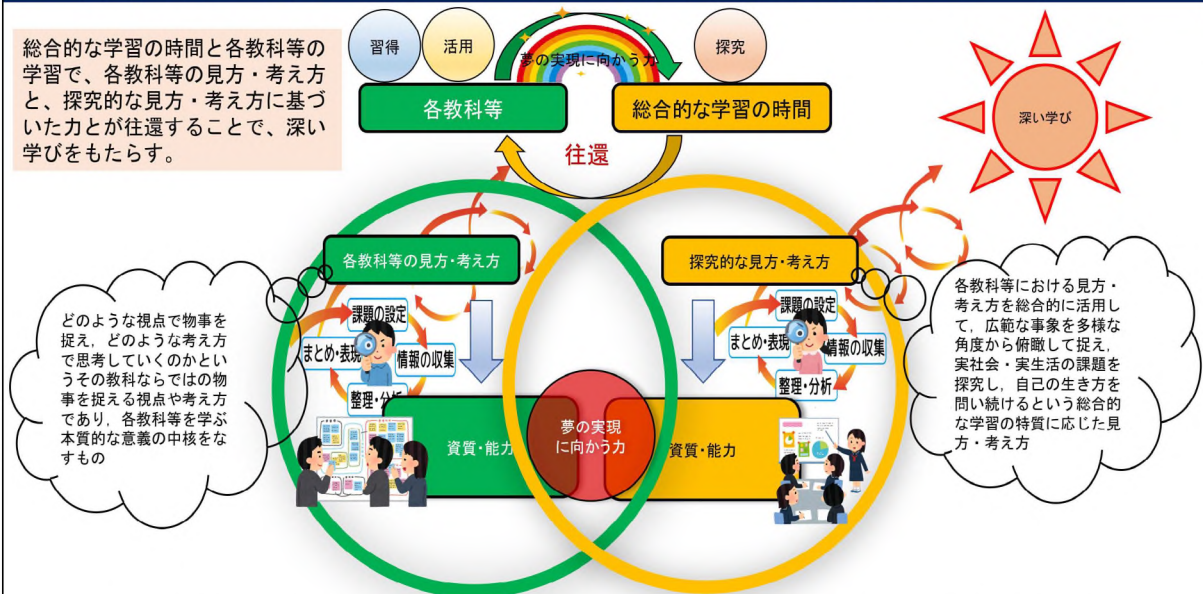 総合的な学習の時間と各教科等の
学習で、各教科等の見方・考え方
と、探究的な見方・考え方に基づ
いた力とが往還することで、深い
学びをもたらす。
習得
活用
夢の実現に向かう力
探究
各教科等
総合的な学習の時間
往還
深い学び
各教科等の見方・考え方
探究的な見方・考え方
どのような視点で物事を
捉え，どのような考え方
で思考していくのかとい
うその教科ならではの物
事を捉える視点や考え方
であり，各教科等を学ぶ
本質的な意義の中核をな
すもの
課題の設定
まとめ・表現
情報の収集
整理・分析
課題の設定
まとめ・表現
情報の収集
整理・分析
各教科等における見方・
考え方を総合的に活用し
て，広範な事象を多様な
角度から俯瞰して捉え，
実社会・実生活の課題を
探究し，自己の生き方を
問い続けるという総合的
な学習の特質に応じた見
方・考え方
資質・能力
夢の実現
に向かう力
資質・能力